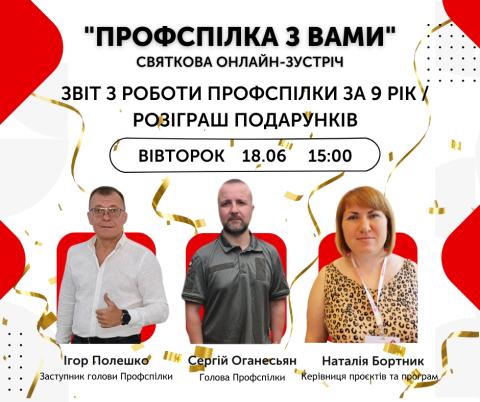 "ПРОФСПІЛКА З ВАМИ"
СВЯТКОВА ОНЛАЙН-ЗУСТРІЧ
ЗВІТ З РОБОТИ ПРОФСПІЛКИ ЗА 9 РІК /
РОЗІГРАШ ПОДАРУНКІВ
ВІВТОРОК 18.06 15:00
Ігор Полешко Сергій Оганесьян Наталія Бортник
Заступник голови Профспілки Голова Профспілки Керівниця проєктів та програм